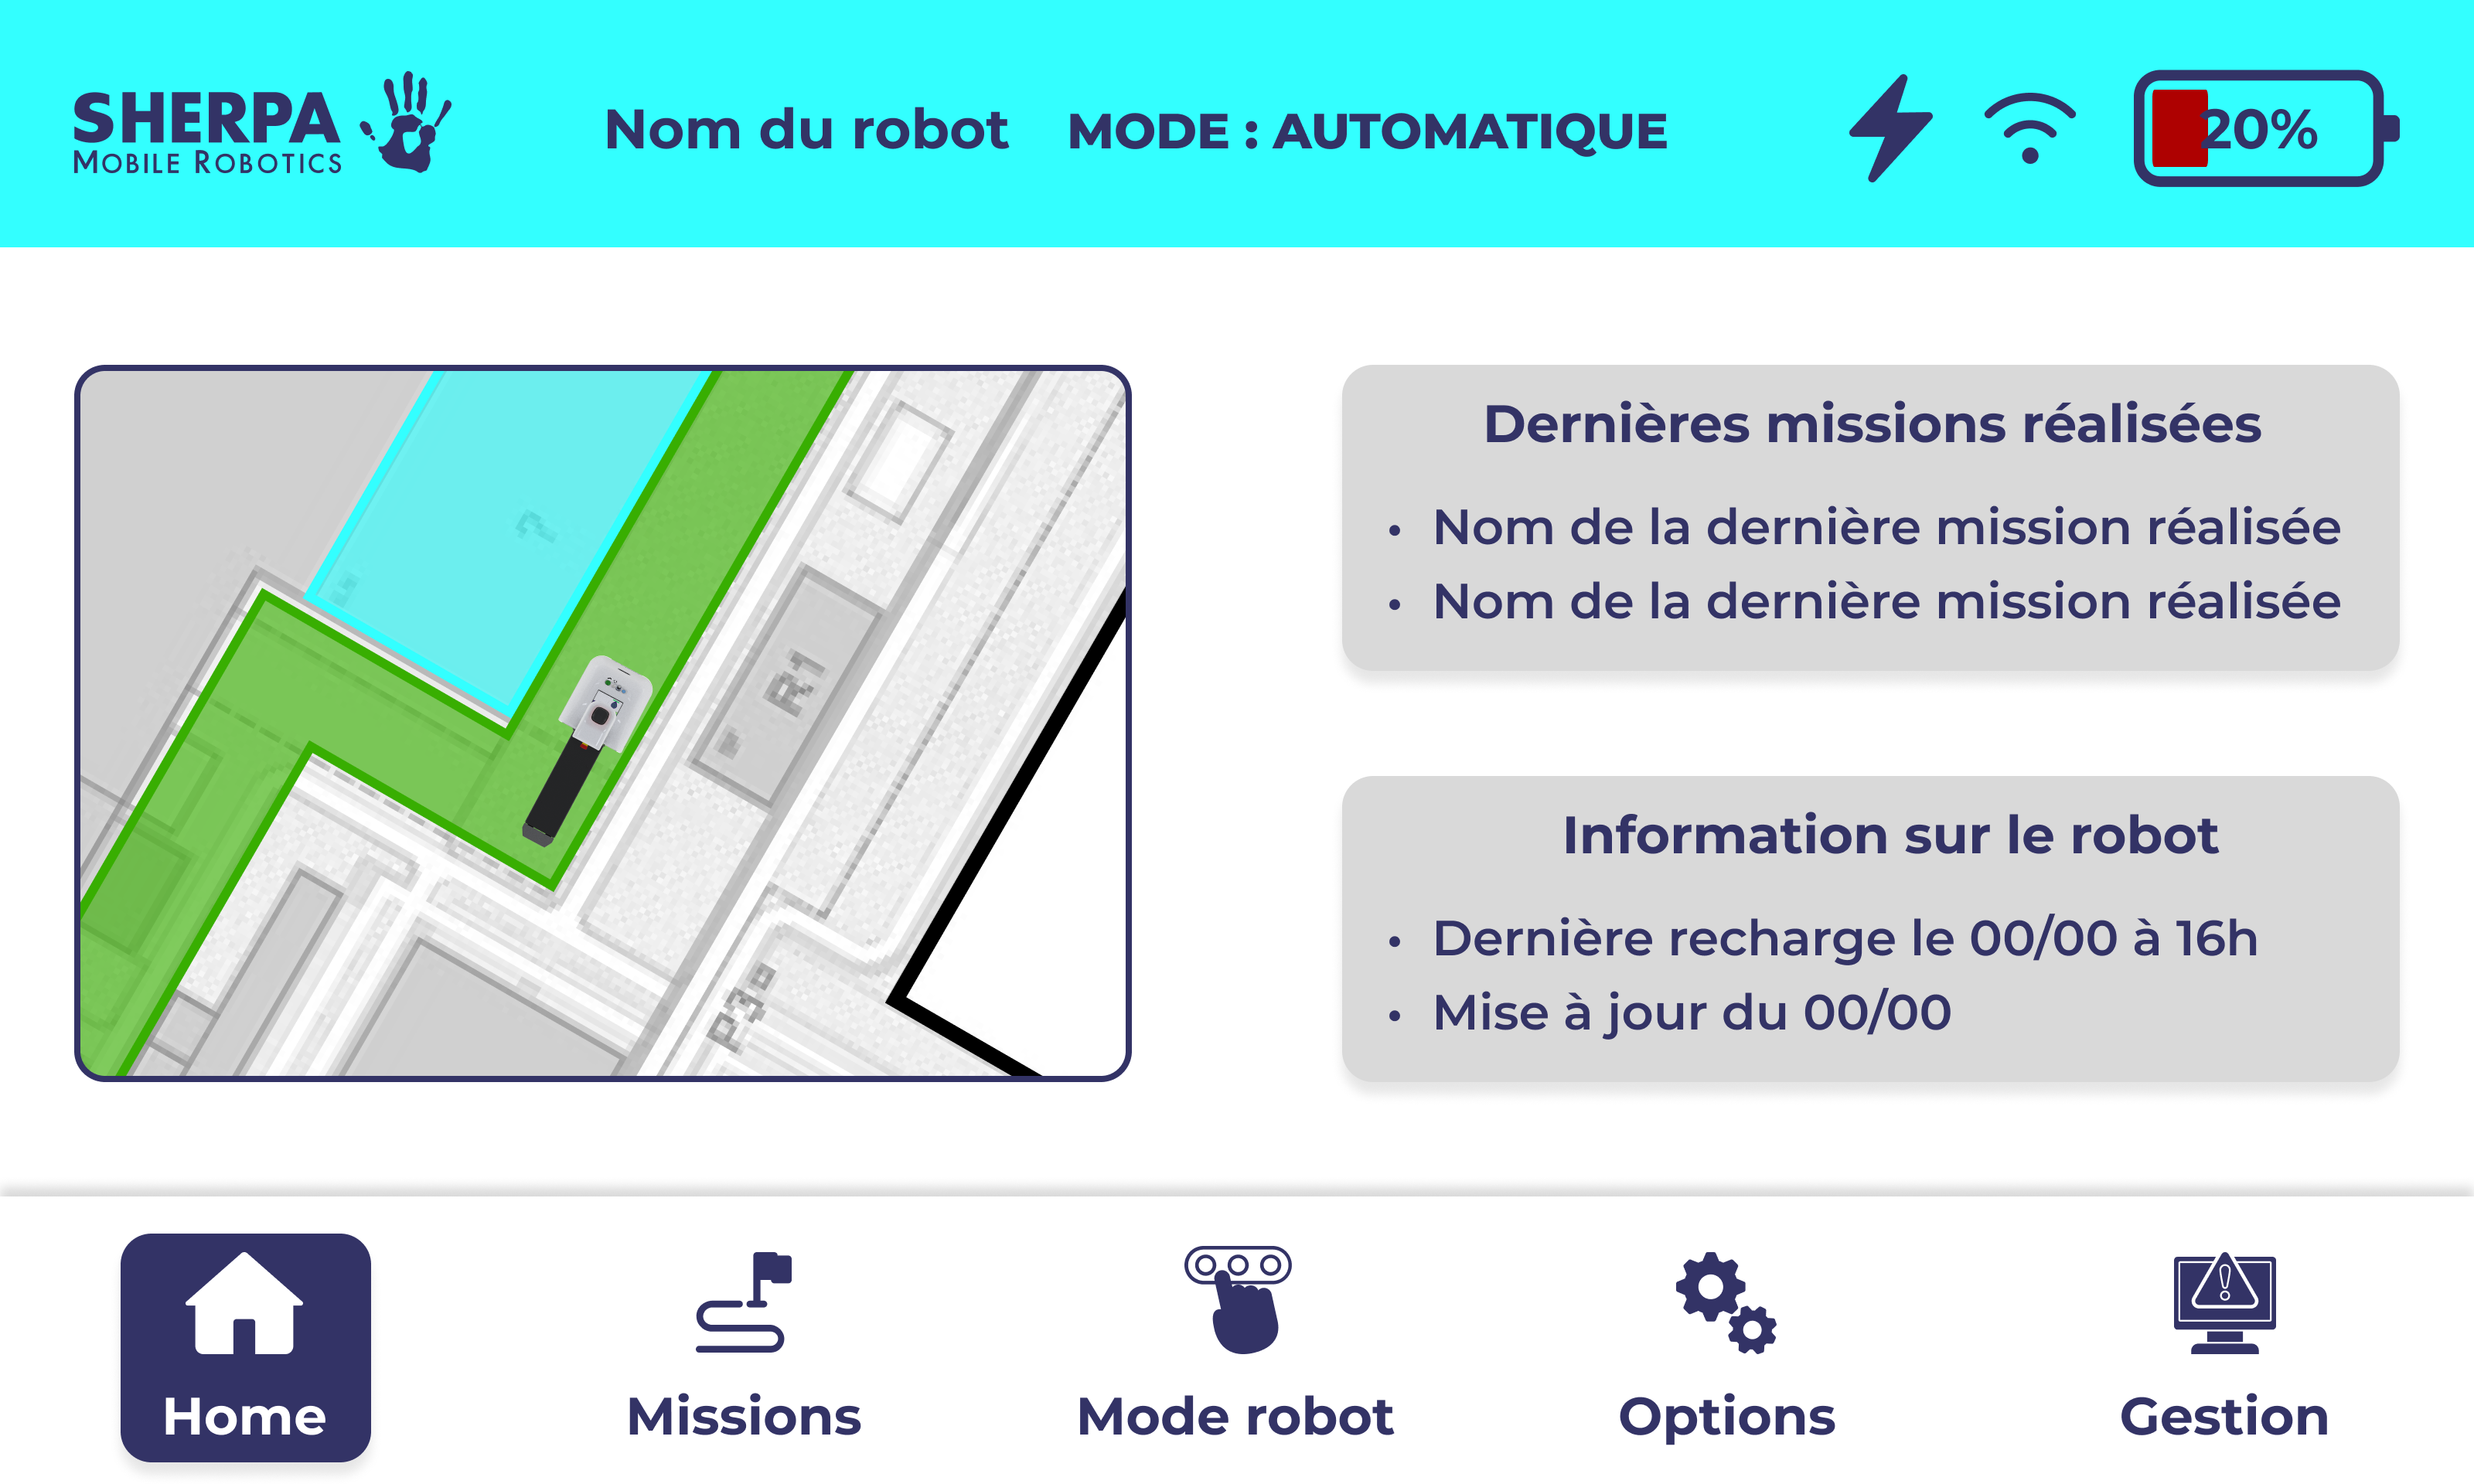 SHERPA
MOBILE ROBOTICS
Nom du robot
MODE : AUTOMATIQUE
20%
Dernières missions réalisées
• Nom de la dernière mission réalisée
• Nom de la dernière mission réalisée
Information sur le robot
• Dernière recharge le 00/00 à 16h
• Mise à jour du 00/00
Home
Missions
Mode robot
Options
Gestion